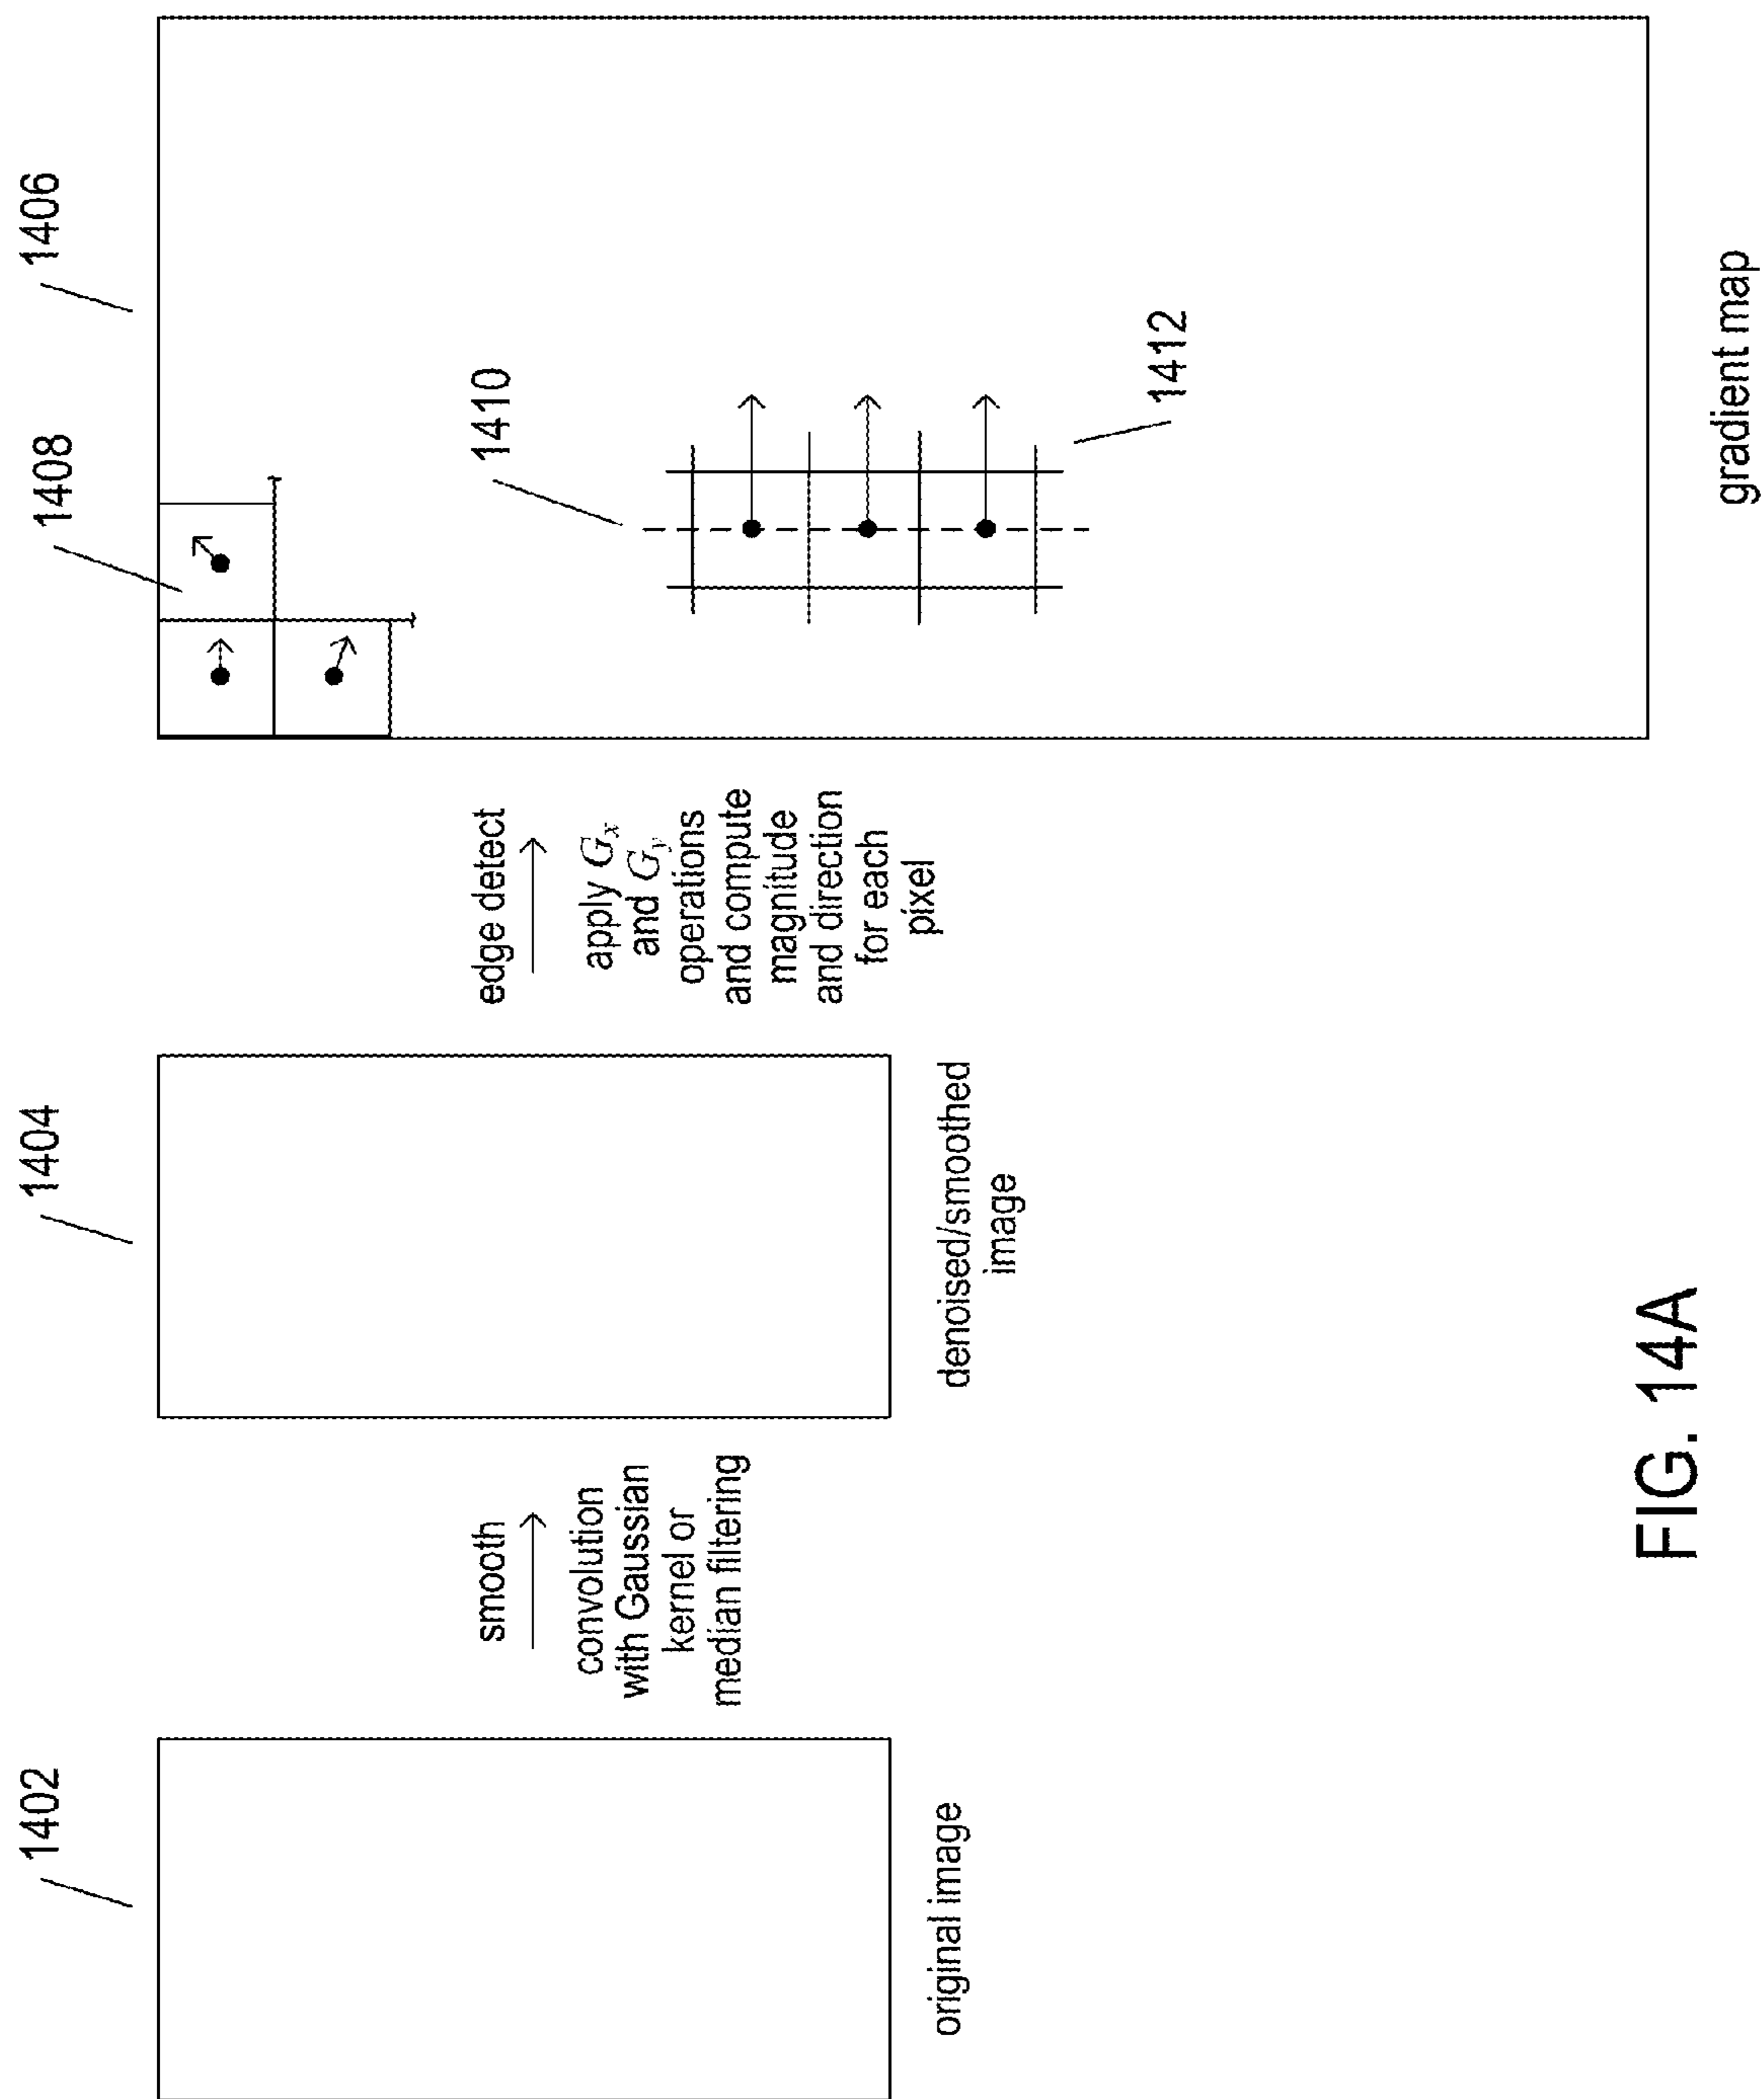 1402
original image
smooth
convolution
with Gaussian
kernel or
median filtering
1404
denoised/smoothed
image
edge detect
apply Gx
and Gy
operations
and compute
magnitude
and direction
for each
pixel
1406
1408
1410
1412
gradient map
FIG. 14A